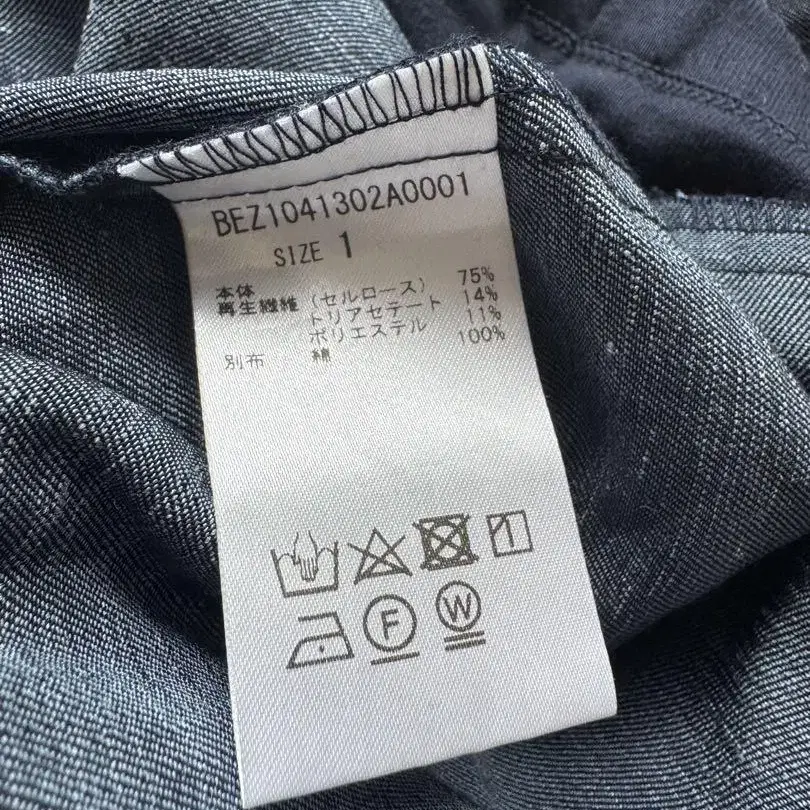 BEZ1041302A0001
SIZE 1
本体
再生繊維 (セルロース) 75%
トリアセテート 14%
ポリエステル 11%
別布 綿 100%
F
W